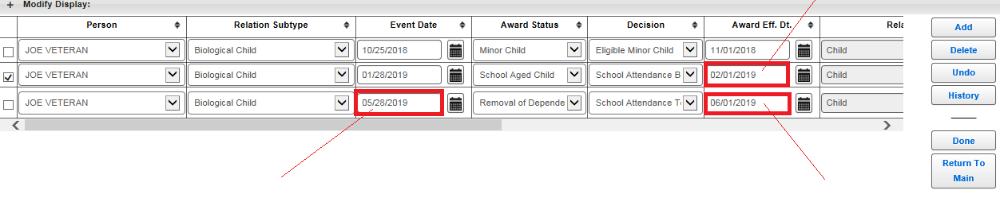 + Modify Display:
Person Relation Subtype Event Date Award Status Decision Award Eff. Dt. Rela
JOE VETERAN Biological Child 10/25/2018 Minor Child Eligible Minor Child 11/01/2018 Child
JOE VETERAN Biological Child 01/28/2019 School Aged Child School Attendance B 02/01/2019 Child
JOE VETERAN Biological Child 05/28/2019 Removal of Depende School Attendance T 06/01/2019 Child
Add
Delete
Undo
History
Done
Return To
Main